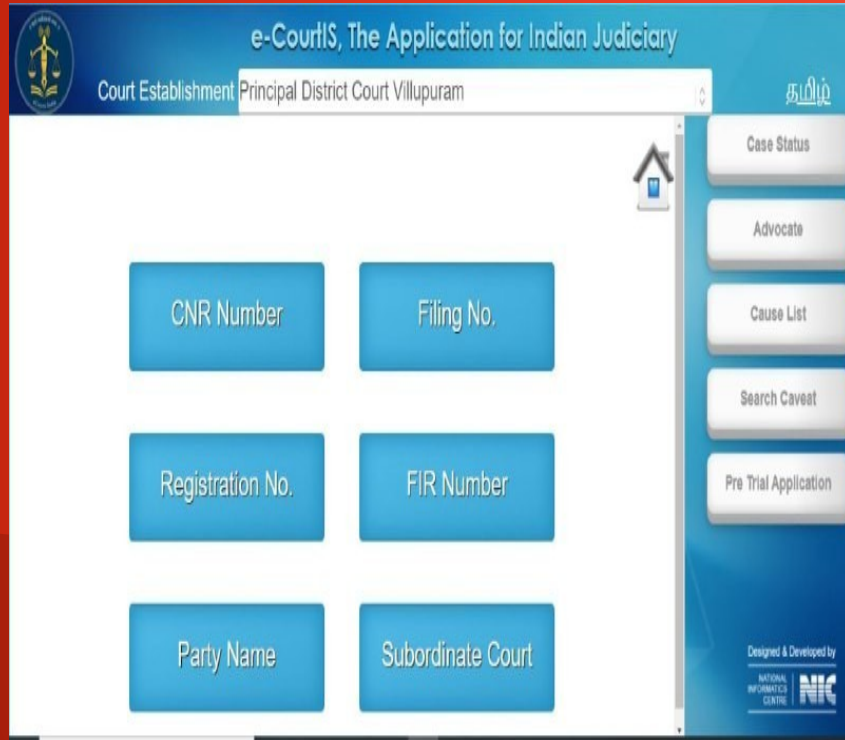 e-CourtIS, The Application for Indian Judiciary
Court Establishment Principal District Court Villupuram
தமிழ்
Case Status
Advocate
Cause List
Search Caveat
Pre Trial Application
CNR Number
Filing No.
Registration No.
FIR Number
Party Name
Subordinate Court
Designed & Developed by
NATIONAL
INFORMATICS
CENTRE
NIC